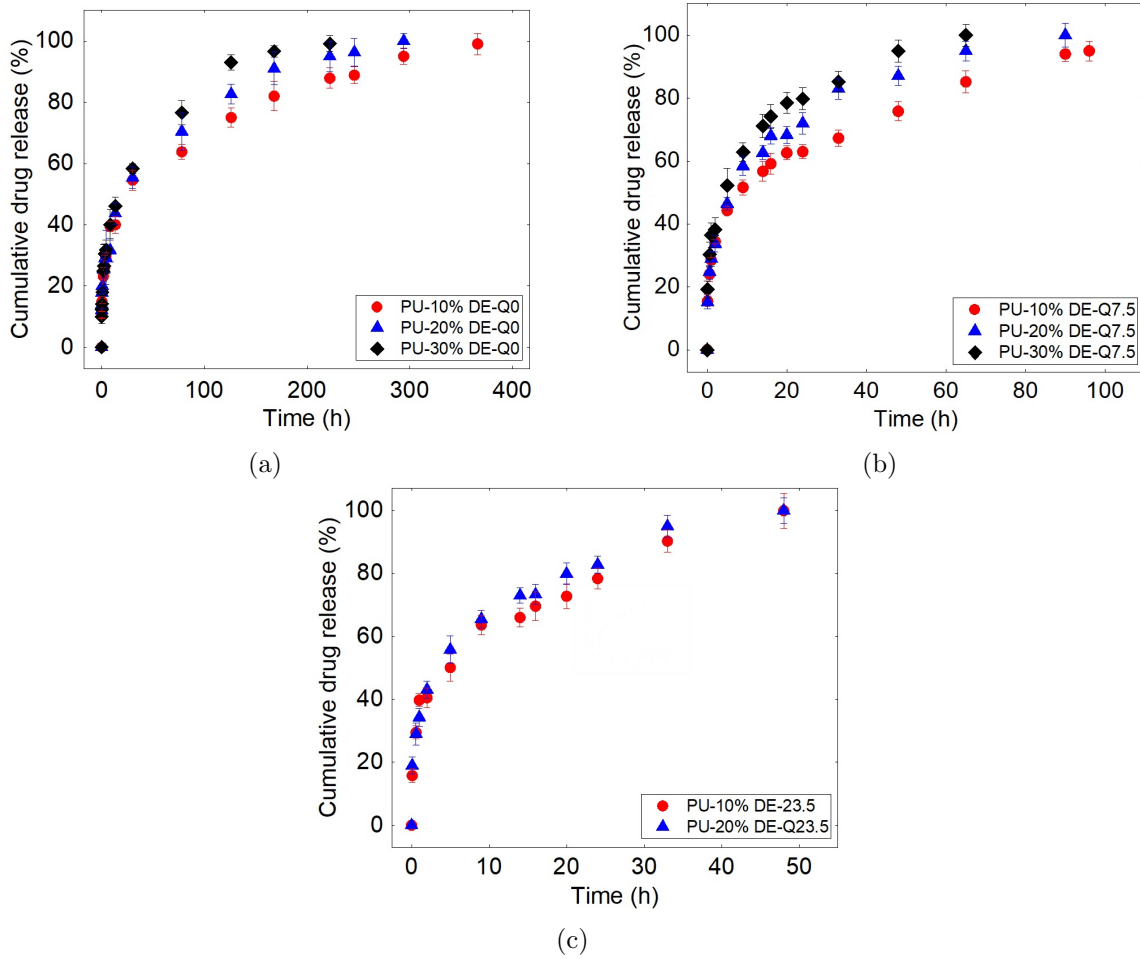 Cumulative drug release (%)
100
80
60
40
20
0
PU-10% DE-Q0
PU-20% DE-Q0
PU-30% DE-Q0
0 100 200 300 400
Time (h)
(a)
Cumulative drug release (%)
100
80
60
40
20
0
PU-10% DE-Q7.5
PU-20% DE-Q7.5
PU-30% DE-Q7.5
0 20 40 60 80 100
Time (h)
(b)
Cumulative drug release (%)
100
80
60
40
20
0
PU-10% DE-23.5
PU-20% DE-Q23.5
0 10 20 30 40 50
Time (h)
(c)